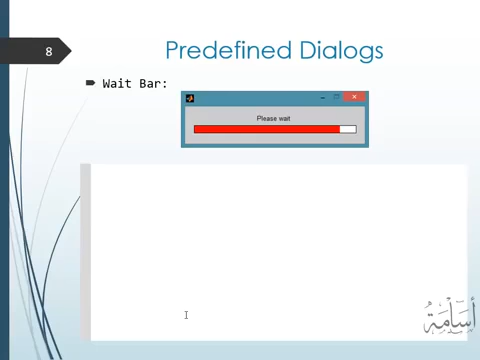 8
Predefined Dialogs
Wait Bar:
Please wait
أسامة